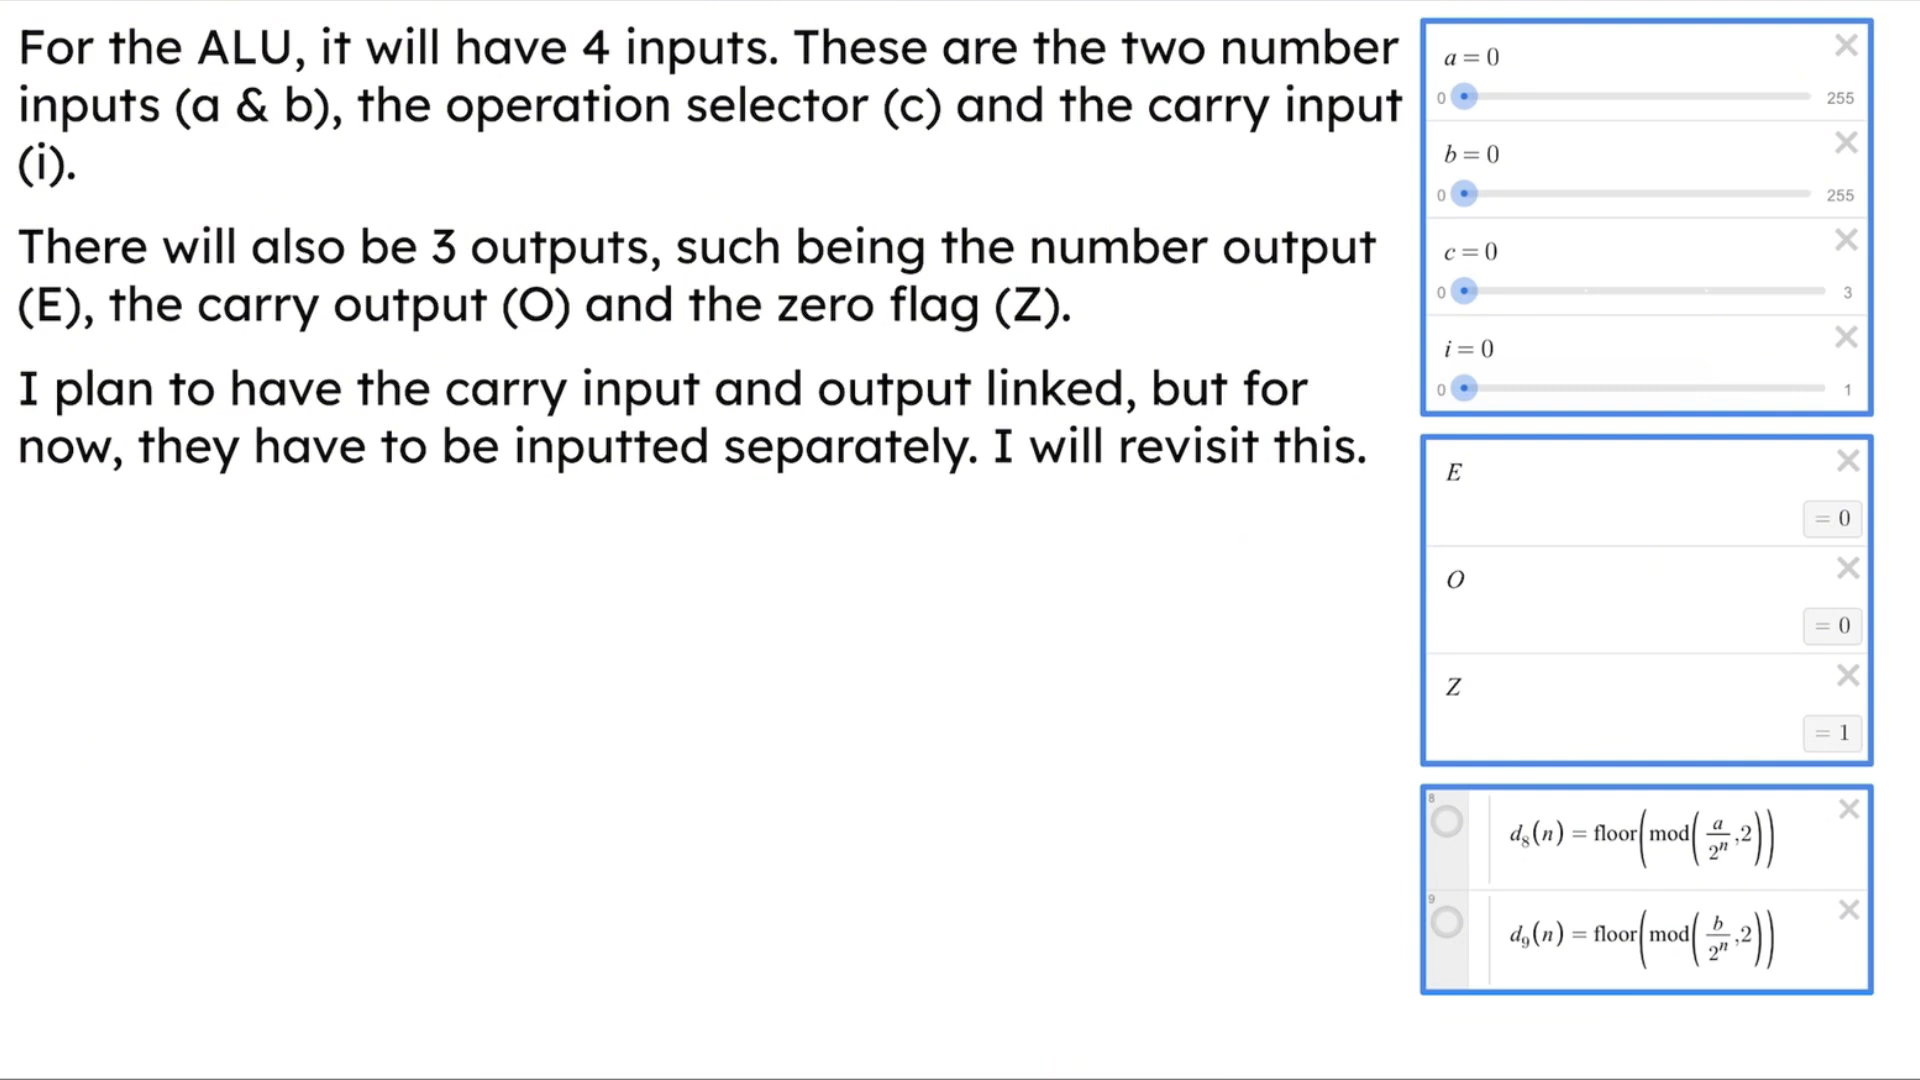 For the ALU, it will have 4 inputs. These are the two number
inputs (a & b), the operation selector (c) and the carry input
(i).
There will also be 3 outputs, such being the number output
(E), the carry output (O) and the zero flag (Z).
I plan to have the carry input and output linked, but for
now, they have to be inputted separately. I will revisit this.
a = 0
0 255
b = 0
0 255
c = 0
0 3
i = 0
0 1
E
= 0
O
= 0
Z
= 1
8
d₈(n) = floor(mod(a/2ⁿ,2))
9
d₉(n) = floor(mod(b/2ⁿ,2))